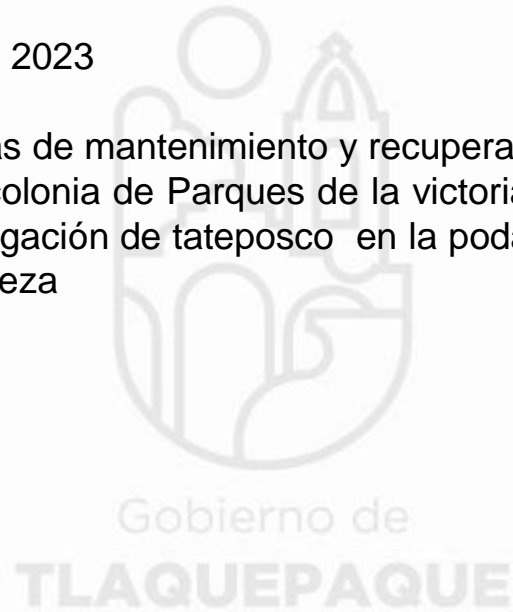 2023
as de mantenimiento y recupera
colonia de Parques de la victoria
gación de tateposco en la poda
eza
Gobierno de
TLAQUEPAQUE